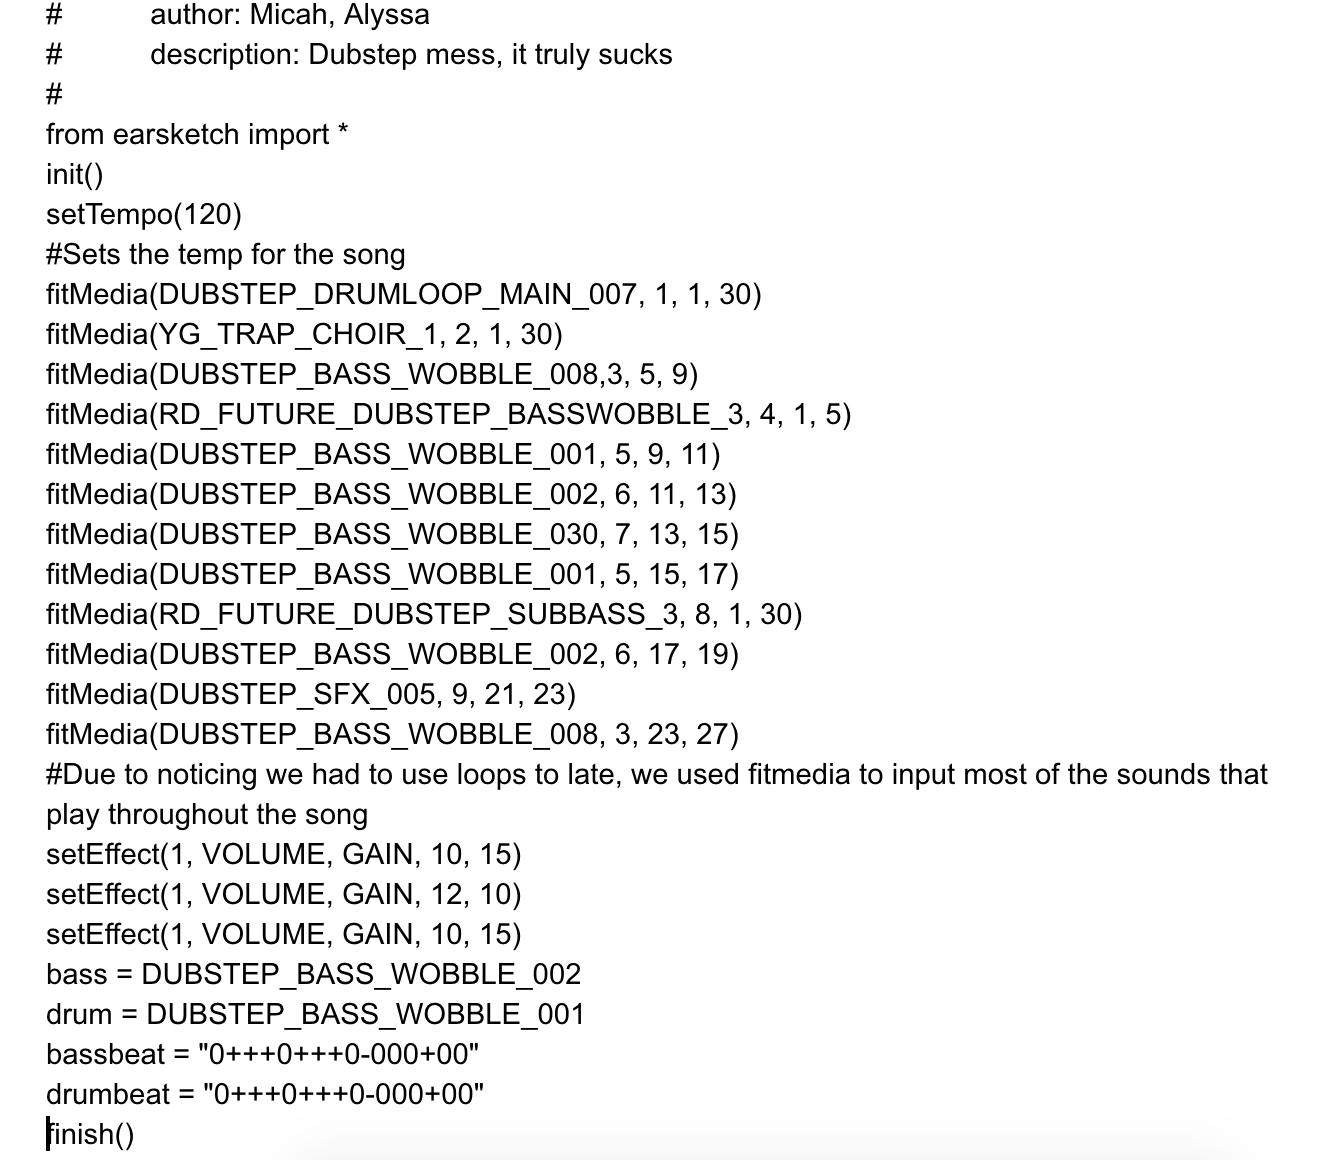 # author: Micah, Alyssa
# description: Dubstep mess, it truly sucks
#
from earsketch import *
init()
setTempo(120)
#Sets the temp for the song
fitMedia(DUBSTEP_DRUMLOOP_MAIN_007, 1, 1, 30)
fitMedia(YG_TRAP_CHOIR_1, 2, 1, 30)
fitMedia(DUBSTEP_BASS_WOBBLE_008,3, 5, 9)
fitMedia(RD_FUTURE_DUBSTEP_BASSWOBBLE_3, 4, 1, 5)
fitMedia(DUBSTEP_BASS_WOBBLE_001, 5, 9, 11)
fitMedia(DUBSTEP_BASS_WOBBLE_002, 6, 11, 13)
fitMedia(DUBSTEP_BASS_WOBBLE_030, 7, 13, 15)
fitMedia(DUBSTEP_BASS_WOBBLE_001, 5, 15, 17)
fitMedia(RD_FUTURE_DUBSTEP_SUBBASS_3, 8, 1, 30)
fitMedia(DUBSTEP_BASS_WOBBLE_002, 6, 17, 19)
fitMedia(DUBSTEP_SFX_005, 9, 21, 23)
fitMedia(DUBSTEP_BASS_WOBBLE_008, 3, 23, 27)
#Due to noticing we had to use loops to late, we used fitmedia to input most of the sounds that
play throughout the song
setEffect(1, VOLUME, GAIN, 10, 15)
setEffect(1, VOLUME, GAIN, 12, 10)
setEffect(1, VOLUME, GAIN, 10, 15)
bass = DUBSTEP_BASS_WOBBLE_002
drum = DUBSTEP_BASS_WOBBLE_001
bassbeat = "0+++0+++0-000+00"
drumbeat = "0+++0+++0-000+00"
finish()